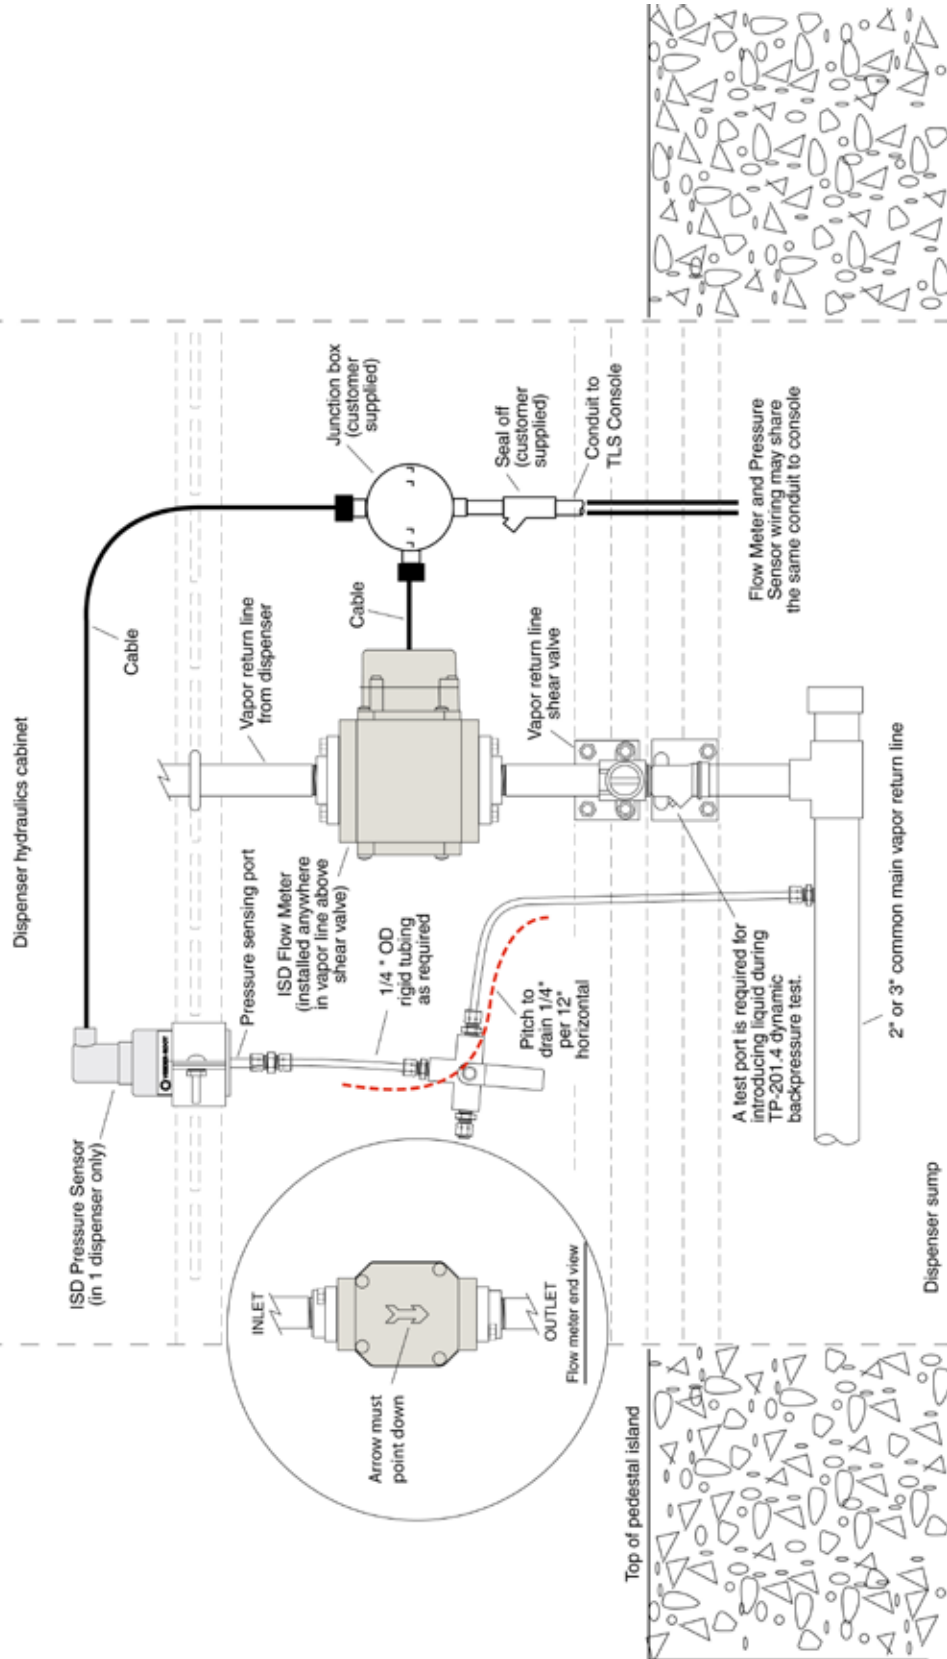 Dispenser hydraulics cabinet
ISD Pressure Sensor
(in 1 dispenser only)
Cable
Pressure sensing port
Vapor return line
from dispenser
Junction box
(customer
supplied)
INLET
ISD Flow Meter
(installed anywhere
in vapor line above
shear valve)
Cable
Arrow must
point down
1/4 " OD
rigid tubing
as required
Seal off
(customer
supplied)
OUTLET
Flow meter end view
Pitch to
drain 1/4"
per 12"
horizontal
Vapor return line
shear valve
Conduit to
TLS Console
Top of pedestal island
A test port is required for
introducing liquid during
TP-201.4 dynamic
backpressure test.
Flow Meter and Pressure
Sensor wiring may share
the same conduit to console
2" or 3" common main vapor return line
Dispenser sump